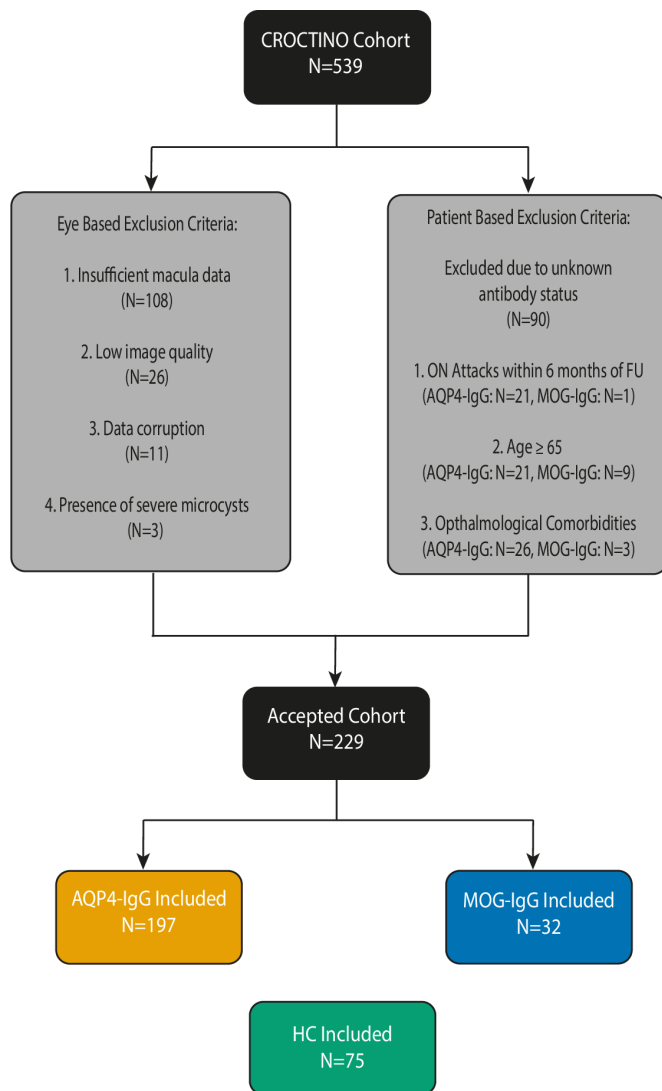 CROCTINO Cohort
N=539
Eye Based Exclusion Criteria:
1. Insufficient macula data
(N=108)
2. Low image quality
(N=26)
3. Data corruption
(N=11)
4. Presence of severe microcysts
(N=3)
Patient Based Exclusion Criteria:
Excluded due to unknown
antibody status
(N=90)
1. ON Attacks within 6 months of FU
(AQP4-IgG: N=21, MOG-IgG: N=1)
2. Age ≥ 65
(AQP4-IgG: N=21, MOG-IgG: N=9)
3. Opthalmological Comorbidities
(AQP4-IgG: N=26, MOG-IgG: N=3)
Accepted Cohort
N=229
AQP4-IgG Included
N=197
MOG-IgG Included
N=32
HC Included
N=75